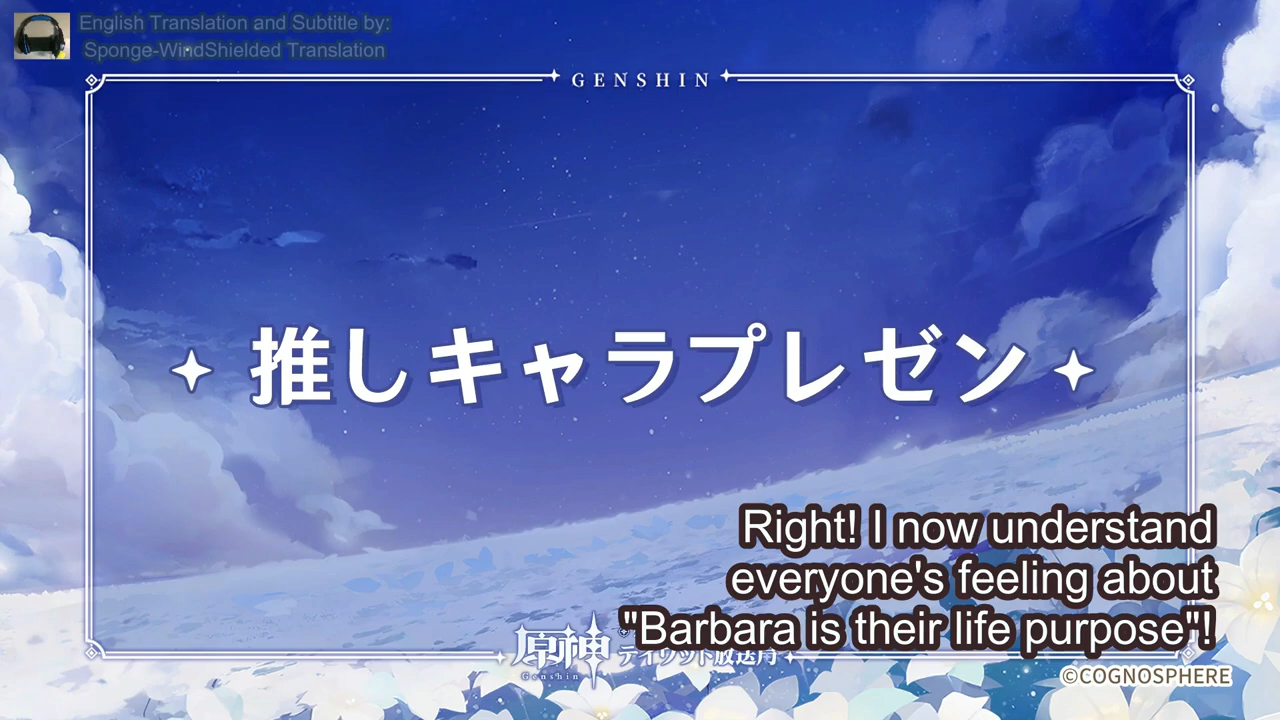 English Translation and Subtitle by:
Sponge-WindShielded Translation
GENSHIN
推しキャラプレゼン
Right! I now understand
everyone's feeling about
"Barbara is their life purpose"!
原神
Genshin
テイワット放送局
©COGNOSPHERE